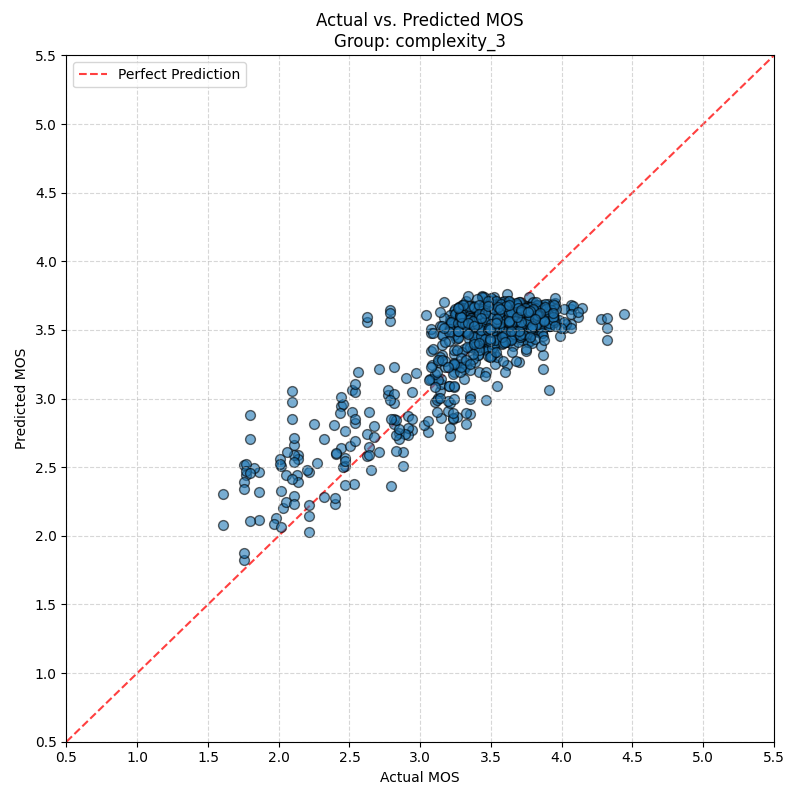 Actual vs. Predicted MOS
Group: complexity_3
Perfect Prediction
5.5
5.0
4.5
4.0
3.5
3.0
2.5
2.0
1.5
1.0
0.5
Predicted MOS
0.5 1.0 1.5 2.0 2.5 3.0 3.5 4.0 4.5 5.0 5.5
Actual MOS